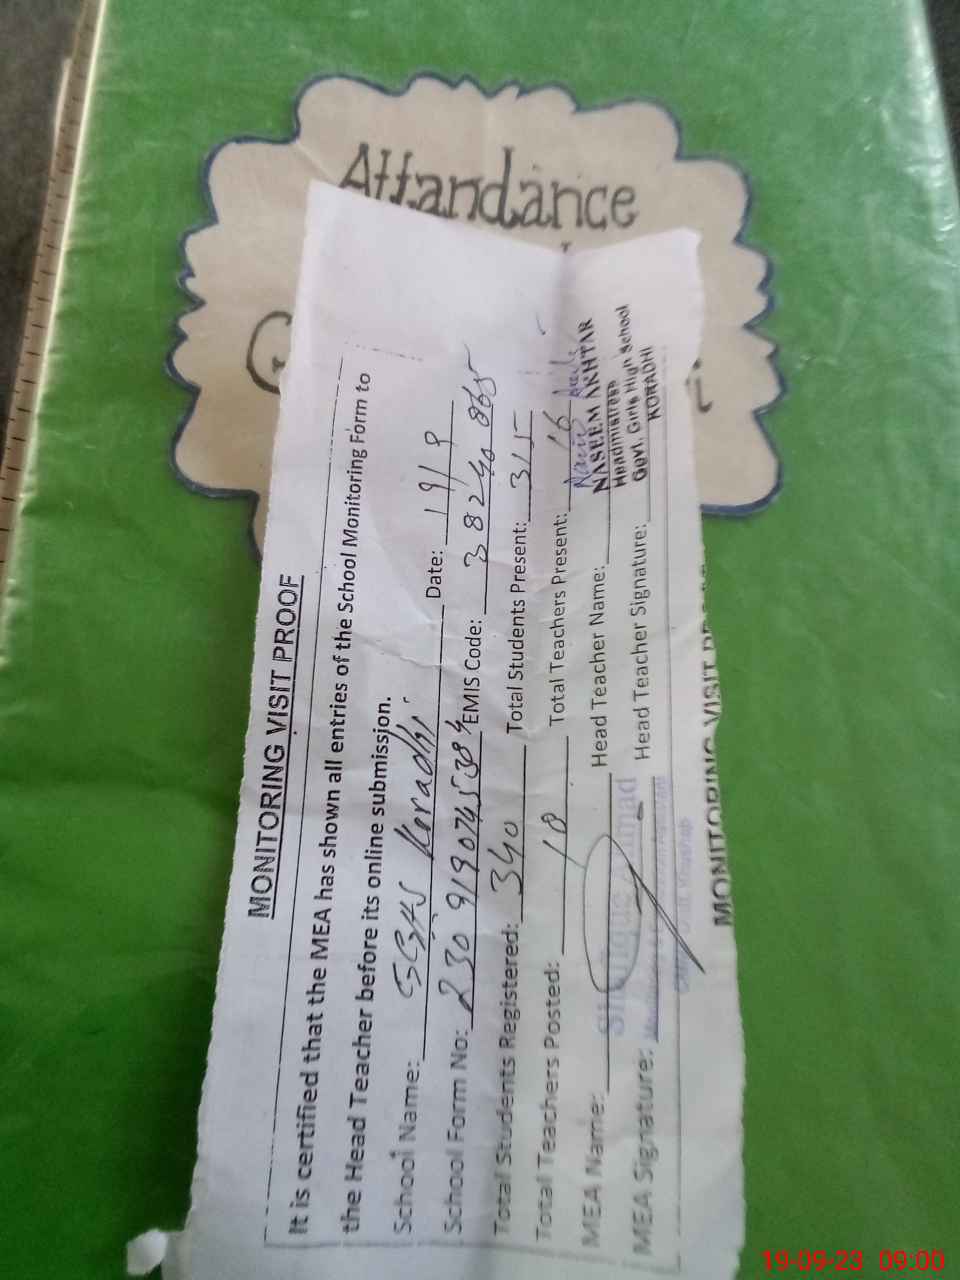 Attandance
MONITORING VISIT PROOF
It is certified that the MEA has shown all entries of the School Monitoring Form to
the Head Teacher before its online submission.
School Name: GGHS Koradhi Date: 19/9
School Form No: 230919074538 EMIS Code: 38240865
Total Students Registered: 340 Total Students Present: 315
Total Teachers Posted: 18 Total Teachers Present: 16
MEA Name: Head Teacher Name: NASEEM AKHTAR
Headmistress
MEA Signature: Head Teacher Signature: Govt. Girls High School
KORADHI
MONITORING VISIT
19-09-23 09:00